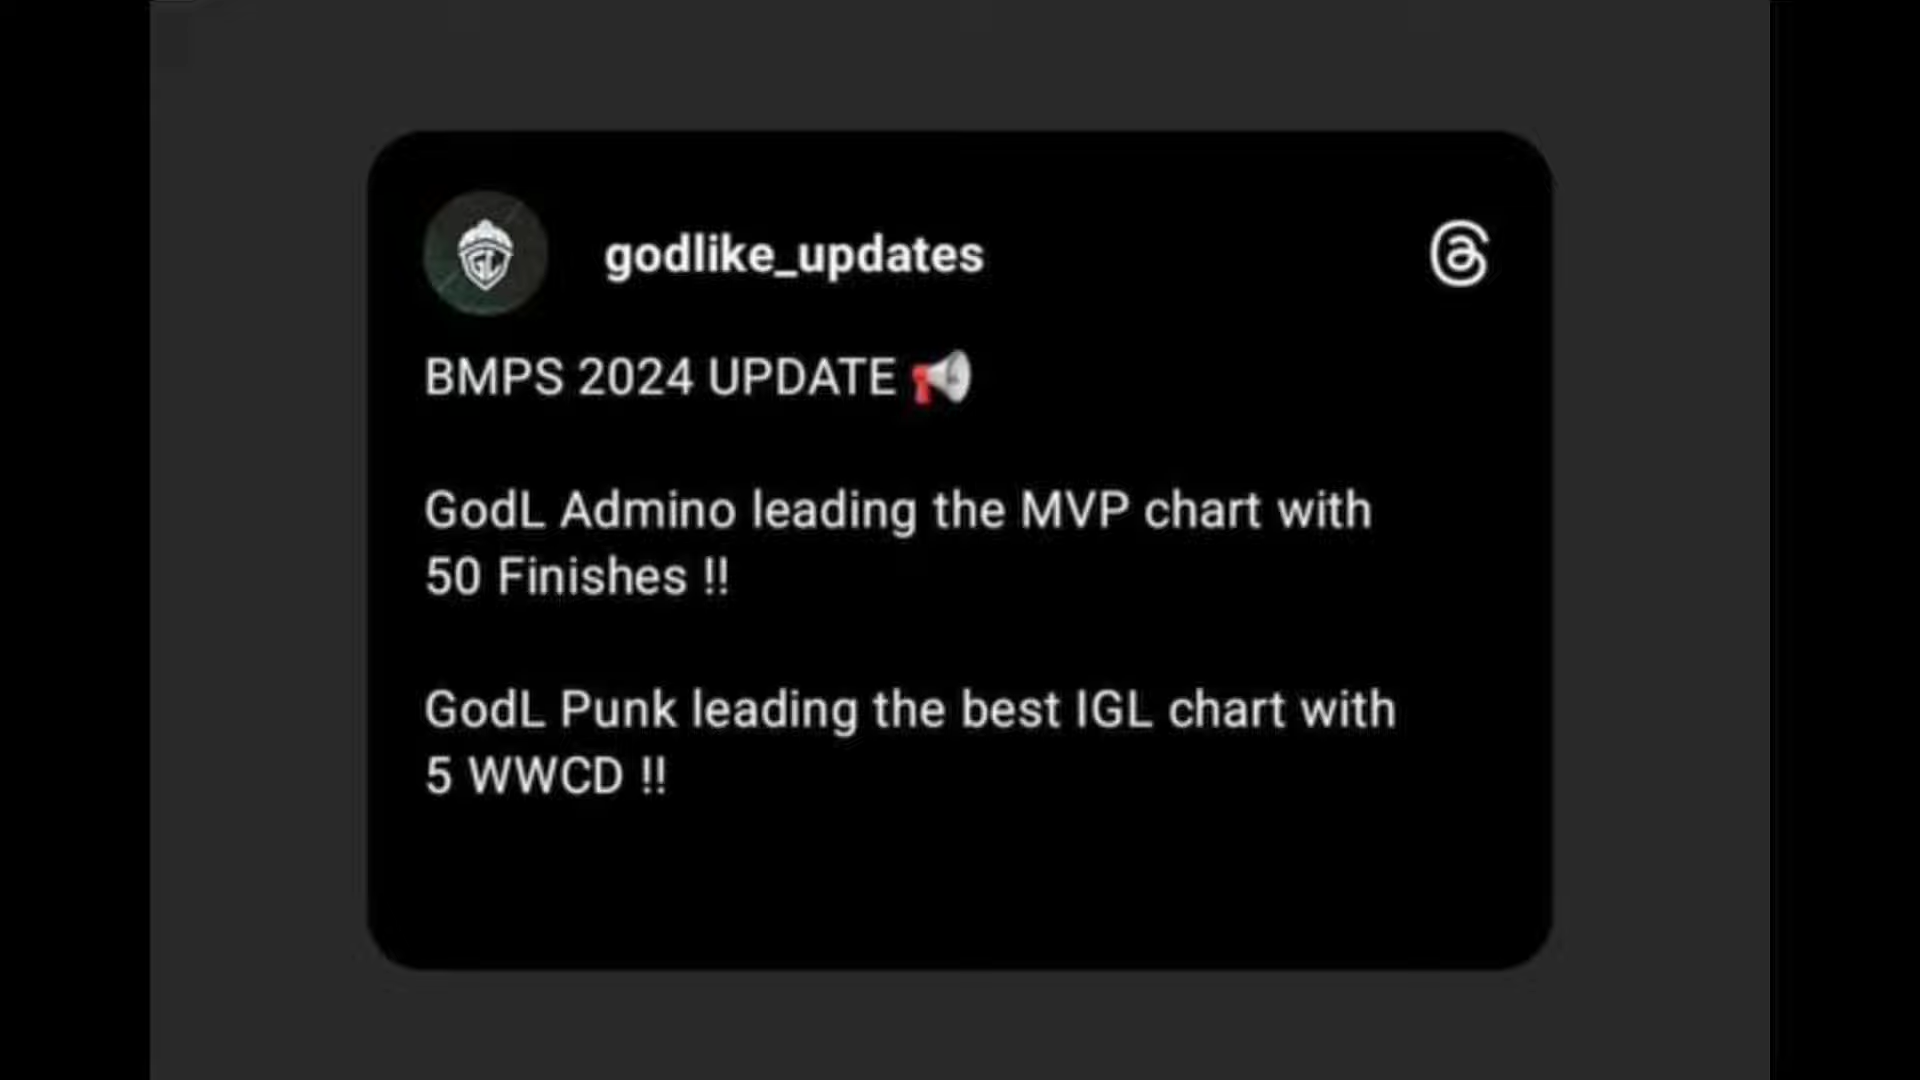 godlike_updates
BMPS 2024 UPDATE 📢
GodL Admino leading the MVP chart with
50 Finishes !!
GodL Punk leading the best IGL chart with
5 WWCD !!